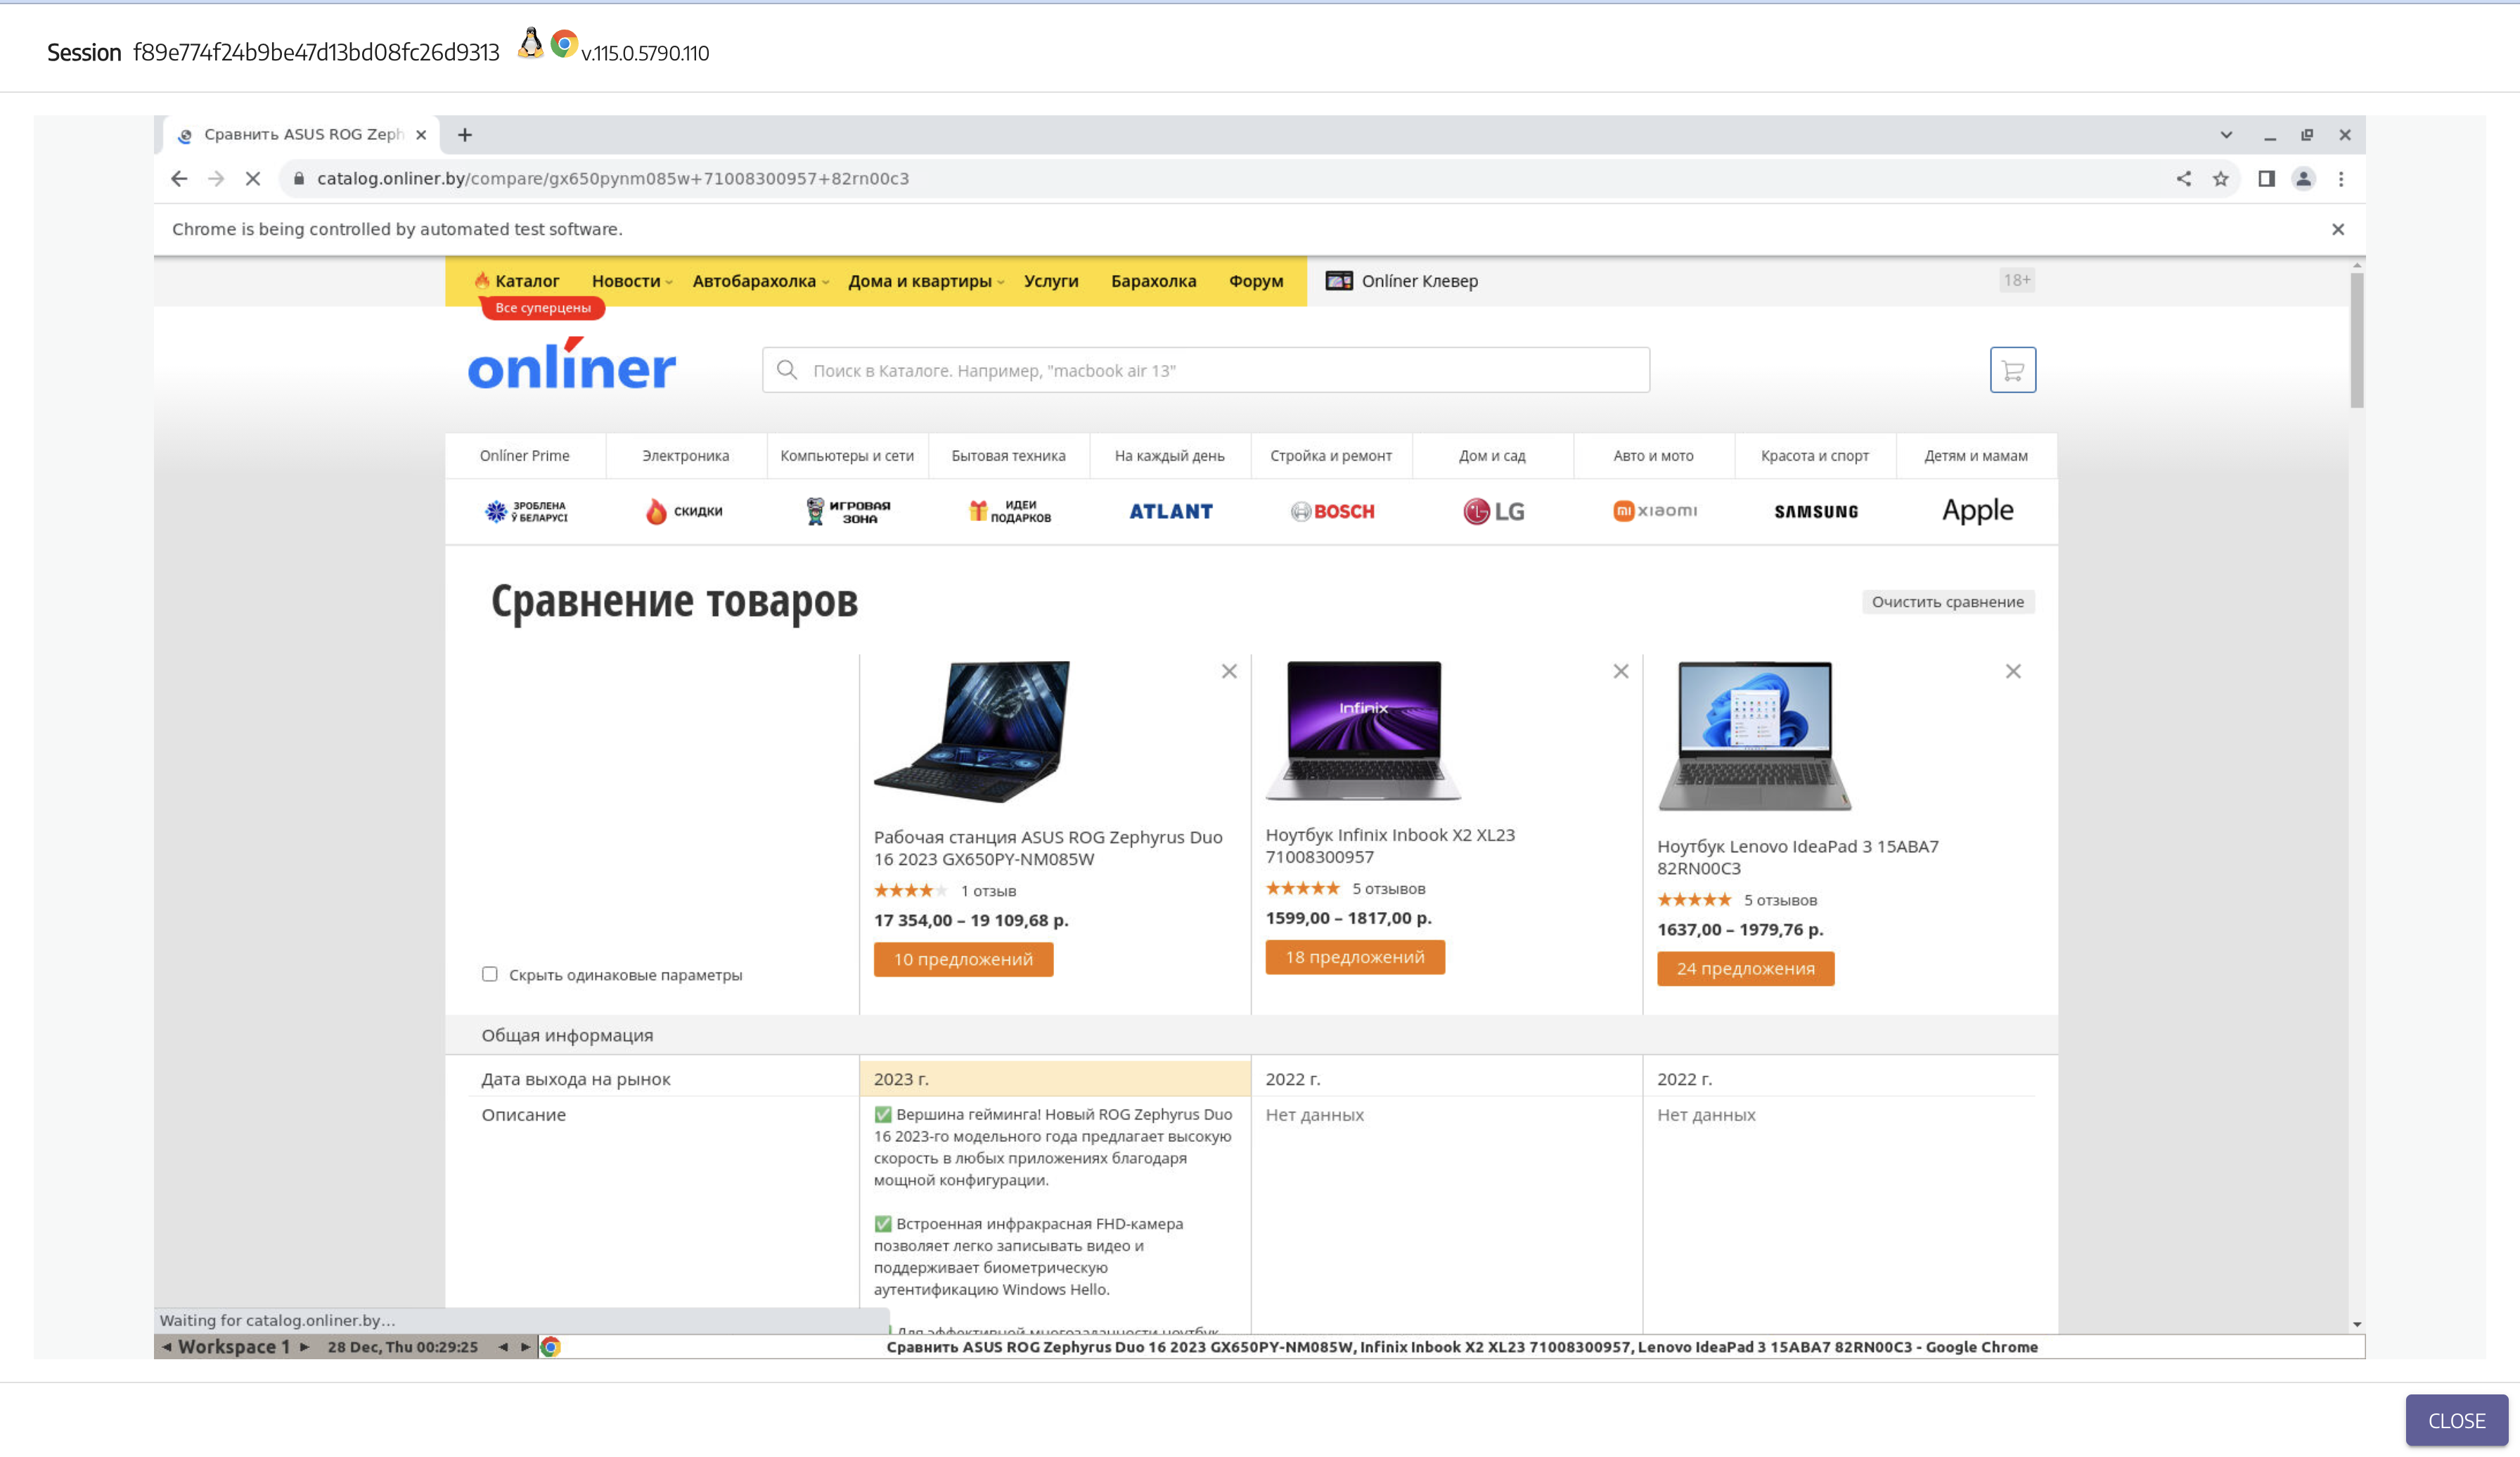 Session f89e774f24b9be47d13bd08fc26d9313 v.115.0.5790.110
Сравнить ASUS ROG Zeph
catalog.onliner.by/compare/gx650pynm085w+71008300957+82rn00c3
Chrome is being controlled by automated test software.
Каталог Новости Автобарахолка Дома и квартиры Услуги Барахолка Форум Onlíner Клевер 18+
Все суперцены
onlíner
Поиск в Каталоге. Например, "macbook air 13"
Onlíner Prime Электроника Компьютеры и сети Бытовая техника На каждый день Стройка и ремонт Дом и сад Авто и мото Красота и спорт Детям и мамам
ЗРОБЛЕНА
Ў БЕЛАРУСІ
СКИДКИ
ИГРОВАЯ
ЗОНА
ИДЕИ
ПОДАРКОВ
ATLANT
BOSCH
LG
xiaomi
SAMSUNG
Apple
Сравнение товаров
Очистить сравнение
Infinix
Рабочая станция ASUS ROG Zephyrus Duo
16 2023 GX650PY-NM085W
1 отзыв
17 354,00 – 19 109,68 р.
10 предложений
Ноутбук Infinix Inbook X2 XL23
71008300957
5 отзывов
1599,00 – 1817,00 р.
18 предложений
Ноутбук Lenovo IdeaPad 3 15ABA7
82RN00C3
5 отзывов
1637,00 – 1979,76 р.
24 предложения
Скрыть одинаковые параметры
Общая информация
Дата выхода на рынок 2023 г. 2022 г. 2022 г.
Описание
✅ Вершина гейминга! Новый ROG Zephyrus Duo
16 2023-го модельного года предлагает высокую
скорость в любых приложениях благодаря
мощной конфигурации.
✅ Встроенная инфракрасная FHD-камера
позволяет легко записывать видео и
поддерживает биометрическую
аутентификацию Windows Hello.
Для эффективной многозадачности ноутбук
Нет данных
Нет данных
Waiting for catalog.onliner.by...
Workspace 1 28 Dec, Thu 00:29:25 Сравнить ASUS ROG Zephyrus Duo 16 2023 GX650PY-NM085W, Infinix Inbook X2 XL23 71008300957, Lenovo IdeaPad 3 15ABA7 82RN00C3 - Google Chrome
CLOSE